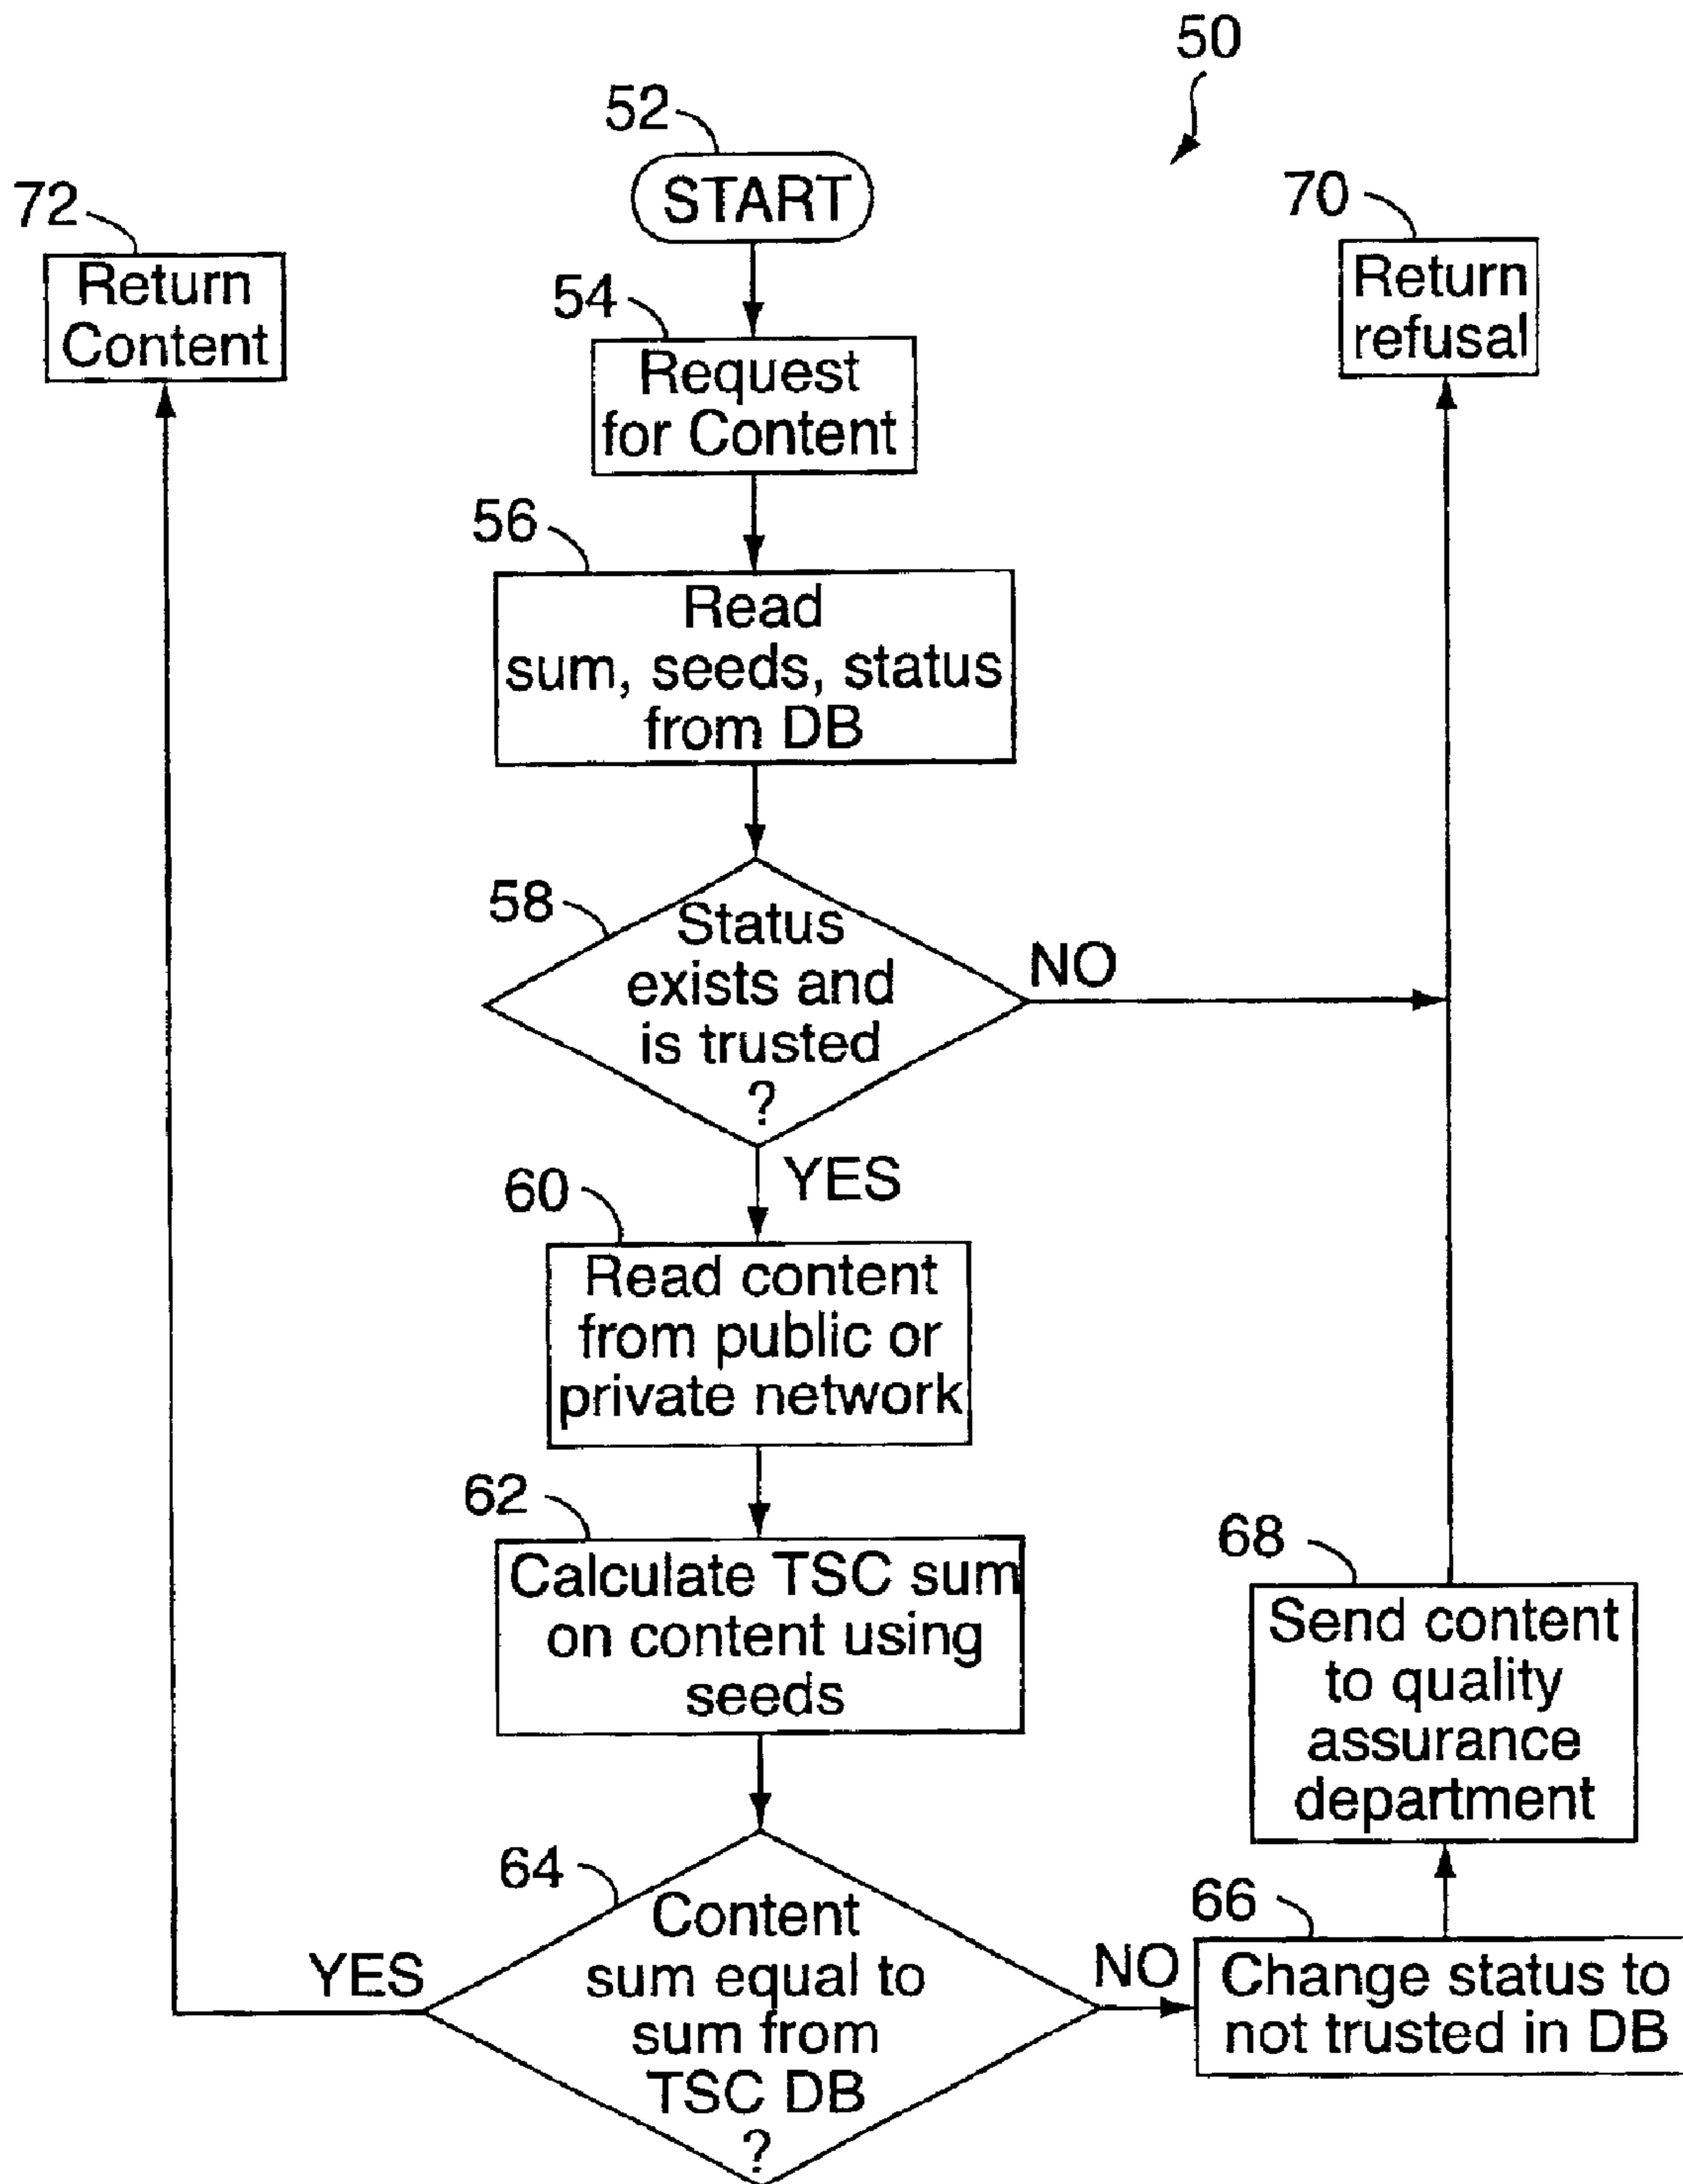 50
52
START
72
Return
Content
70
Return
refusal
54
Request
for Content
56
Read
sum, seeds, status
from DB
58
Status
exists and
is trusted
?
NO
YES
60
Read content
from public or
private network
62
Calculate TSC sum
on content using
seeds
68
Send content
to quality
assurance
department
64
Content
sum equal to
sum from
TSC DB
?
YES
NO
66
Change status to
not trusted in DB